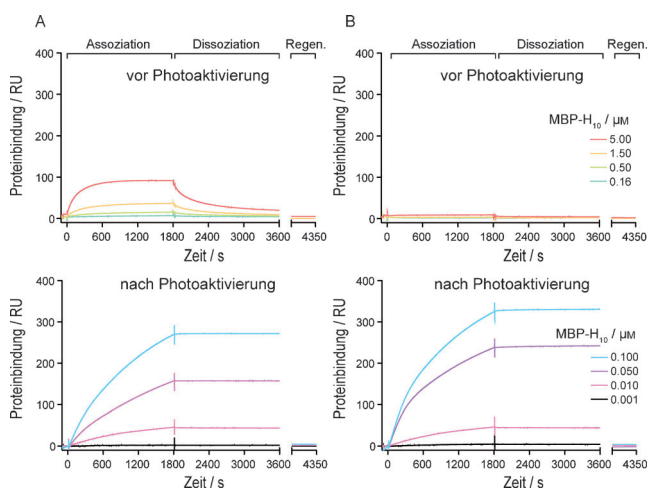 A
Assoziation Dissoziation Regen.
vor Photoaktivierung
Proteinbindung / RU
400
300
200
100
0
0 600 1200 1800 2400 3000 3600 4350
Zeit / s
B
Assoziation Dissoziation Regen.
vor Photoaktivierung
Proteinbindung / RU
400
300
200
100
0
MBP-H₁₀ / µM
5.00
1.50
0.50
0.16
0 600 1200 1800 2400 3000 3600 4350
Zeit / s
nach Photoaktivierung
Proteinbindung / RU
400
300
200
100
0
0 600 1200 1800 2400 3000 3600 4350
Zeit / s
nach Photoaktivierung
Proteinbindung / RU
400
300
200
100
0
MBP-H₁₀ / µM
0.100
0.050
0.010
0.001
0 600 1200 1800 2400 3000 3600 4350
Zeit / s